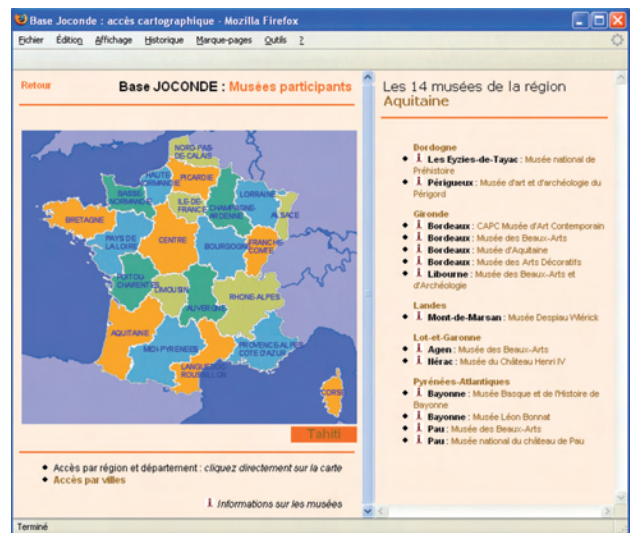 Base Joconde : accès cartographique - Mozilla Firefox
Fichier Édition Affichage Historique Marque-pages Outils ?
Retour
Base JOCONDE : Musées participants
NORD-PAS-
DE-CALAIS
HAUTE
NORMANDIE
PICARDIE
BASSE
NORMANDIE
ILE-DE-
FRANCE
CHAMPAGNE-
ARDENNE
LORRAINE
ALSACE
BRETAGNE
PAYS DE
LA LOIRE
CENTRE
BOURGOGNE
FRANCHE-
COMTE
POITOU-
CHARENTES
LIMOUSIN
AUVERGNE
RHONE-ALPES
AQUITAINE
MIDI-PYRENEES
LANGUEDOC-
ROUSSILLON
PROVENCE-ALPES
COTE D'AZUR
CORSE
Tahiti
Accès par région et département : cliquez directement sur la carte
Accès par villes
Informations sur les musées
Les 14 musées de la région
Aquitaine
Dordogne
Les Eyzies-de-Tayac : Musée national de
Préhistoire
Périgueux : Musée d'art et d'archéologie du
Périgord
Gironde
Bordeaux : CAPC Musée d'Art Contemporain
Bordeaux : Musée des Beaux-Arts
Bordeaux : Musée d'Aquitaine
Bordeaux : Musée des Arts Décoratifs
Libourne : Musée des Beaux-Arts et
d'Archéologie
Landes
Mont-de-Marsan : Musée Despiau Wlérick
Lot-et-Garonne
Agen : Musée des Beaux-Arts
Nérac : Musée du Château Henri IV
Pyrénées-Atlantiques
Bayonne : Musée Basque et de l'Histoire de
Bayonne
Bayonne : Musée Léon Bonnat
Pau : Musée des Beaux-Arts
Pau : Musée national du château de Pau
Terminé